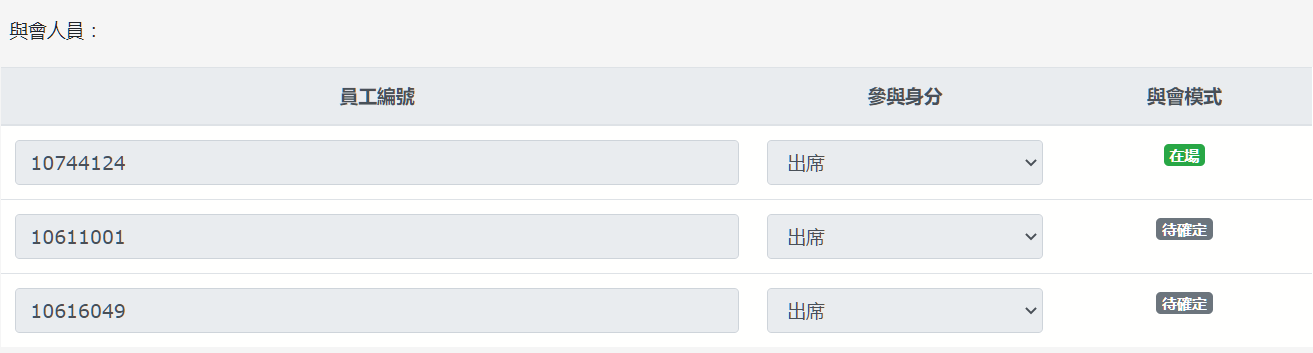 與會人員：
員工編號 參與身分 與會模式
10744124 出席 在場
10611001 出席 待確定
10616049 出席 待確定